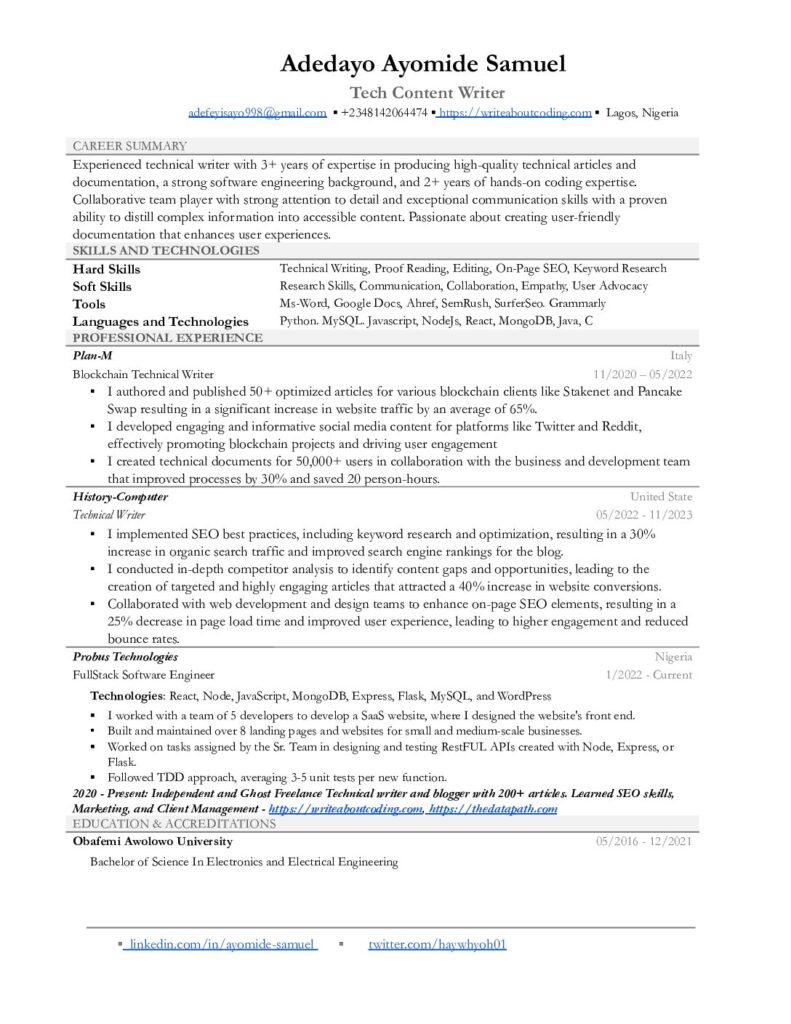 Adedayo Ayomide Samuel
Tech Content Writer
adefeyisayo998@gmail.com ▪ +2348142064474 ▪ https://writeaboutcoding.com ▪ Lagos, Nigeria
CAREER SUMMARY
Experienced technical writer with 3+ years of expertise in producing high-quality technical articles and
documentation, a strong software engineering background, and 2+ years of hands-on coding expertise.
Collaborative team player with strong attention to detail and exceptional communication skills with a proven
ability to distill complex information into accessible content. Passionate about creating user-friendly
documentation that enhances user experiences.
SKILLS AND TECHNOLOGIES
Hard Skills Technical Writing, Proof Reading, Editing, On-Page SEO, Keyword Research
Soft Skills Research Skills, Communication, Collaboration, Empathy, User Advocacy
Tools Ms-Word, Google Docs, Ahref, SemRush, SurferSeo. Grammarly
Languages and Technologies Python. MySQL. Javascript, NodeJs, React, MongoDB, Java, C
PROFESSIONAL EXPERIENCE
Plan-M Italy
Blockchain Technical Writer 11/2020 – 05/2022
▪ I authored and published 50+ optimized articles for various blockchain clients like Stakenet and Pancake
Swap resulting in a significant increase in website traffic by an average of 65%.
▪ I developed engaging and informative social media content for platforms like Twitter and Reddit,
effectively promoting blockchain projects and driving user engagement
▪ I created technical documents for 50,000+ users in collaboration with the business and development team
that improved processes by 30% and saved 20 person-hours.
History-Computer United State
Technical Writer 05/2022 - 11/2023
▪ I implemented SEO best practices, including keyword research and optimization, resulting in a 30%
increase in organic search traffic and improved search engine rankings for the blog.
▪ I conducted in-depth competitor analysis to identify content gaps and opportunities, leading to the
creation of targeted and highly engaging articles that attracted a 40% increase in website conversions.
▪ Collaborated with web development and design teams to enhance on-page SEO elements, resulting in a
25% decrease in page load time and improved user experience, leading to higher engagement and reduced
bounce rates.
Probus Technologies Nigeria
FullStack Software Engineer 1/2022 - Current
Technologies: React, Node, JavaScript, MongoDB, Express, Flask, MySQL, and WordPress
▪ I worked with a team of 5 developers to develop a SaaS website, where I designed the website's front end.
▪ Built and maintained over 8 landing pages and websites for small and medium-scale businesses.
▪ Worked on tasks assigned by the Sr. Team in designing and testing RestFUL APIs created with Node, Express, or
Flask.
▪ Followed TDD approach, averaging 3-5 unit tests per new function.
2020 - Present: Independent and Ghost Freelance Technical writer and blogger with 200+ articles. Learned SEO skills,
Marketing, and Client Management - https://writeaboutcoding.com, https://thedatapath.com
EDUCATION & ACCREDITATIONS
Obafemi Awolowo University 05/2016 - 12/2021
Bachelor of Science In Electronics and Electrical Engineering
▪ linkedin.com/in/ayomide-samuel ▪ twitter.com/haywhyoh01